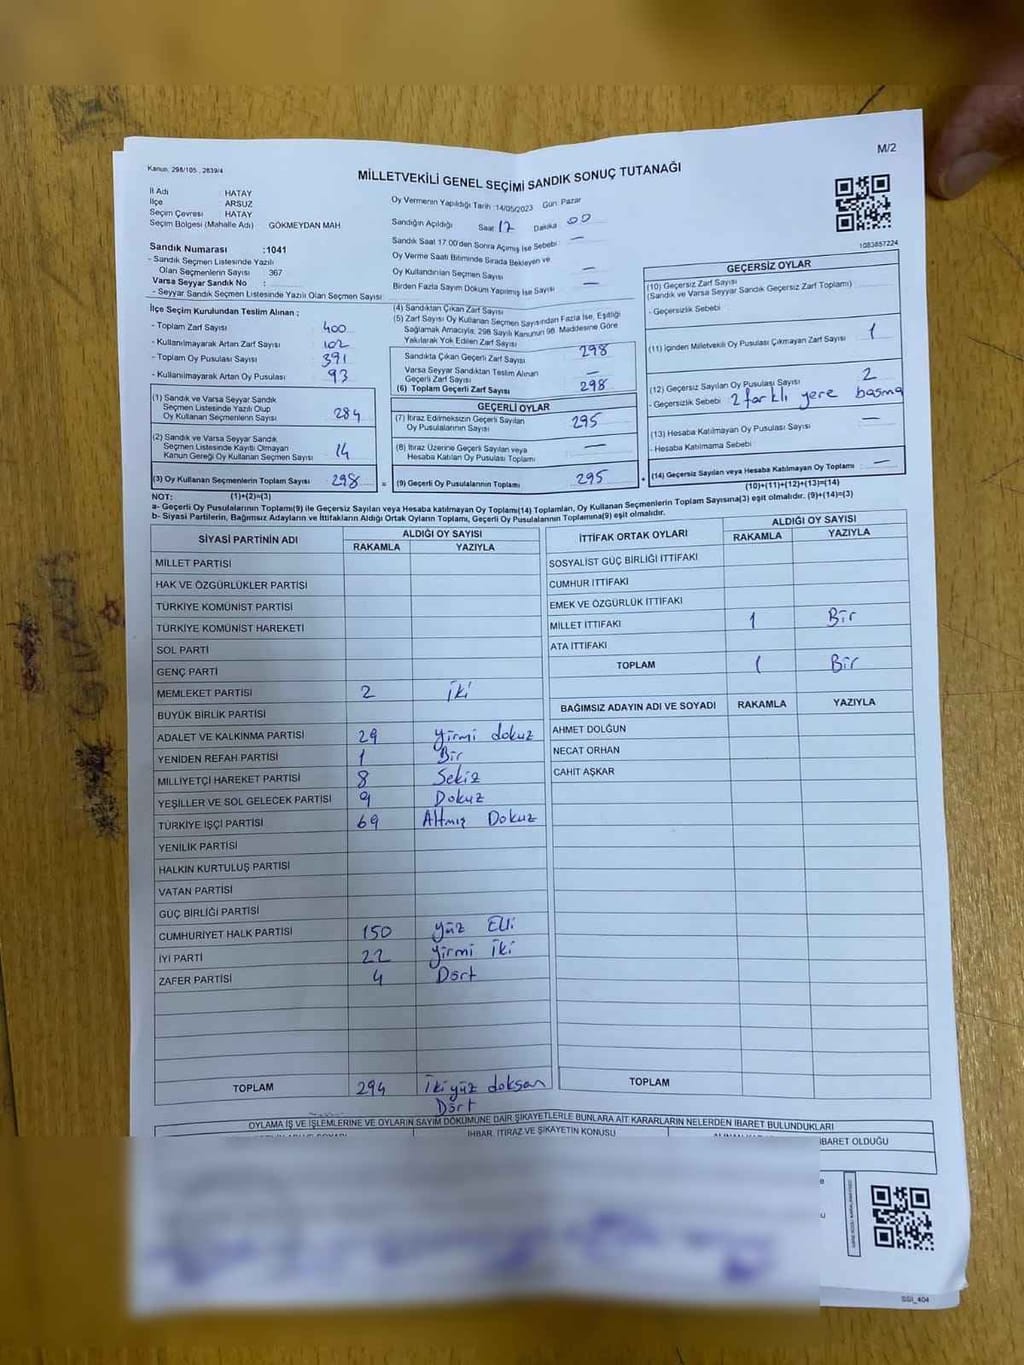 M/2
Kanun: 298/105 , 2839/4
MİLLETVEKİLİ GENEL SEÇİMİ SANDIK SONUÇ TUTANAĞI
İl Adı HATAY
İlçe ARSUZ
Seçim Çevresi HATAY
Seçim Bölgesi (Mahalle Adı) GÖKMEYDAN MAH
Sandık Numarası :1041
- Sandık Seçmen Listesinde Yazılı
Olan Seçmenlerin Sayısı 367
Varsa Seyyar Sandık No :
- Seyyar Sandık Seçmen Listesinde Yazılı Olan Seçmen Sayısı
Oy Vermenin Yapıldığı Tarih :14/05/2023 Gün: Pazar
Sandığın Açıldığı Saat 17 Dakika 00
Sandık Saat 17.00'den Sonra Açılmış İse Sebebi: —
Oy Verme Saati Bitiminde Sırada Bekleyen ve
Oy Kullandırılan Seçmen Sayısı —
Birden Fazla Sayım Döküm Yapılmış İse Sayısı —
1083857224
İlçe Seçim Kurulundan Teslim Alınan ;
- Toplam Zarf Sayısı 400
- Kullanılmayarak Artan Zarf Sayısı 102
- Toplam Oy Pusulası Sayısı 391
- Kullanılmayarak Artan Oy Pusulası 93
(1) Sandık ve Varsa Seyyar Sandık
Seçmen Listesinde Yazılı Olup
Oy Kullanan Seçmenlerin Sayısı 284
(2) Sandık ve Varsa Seyyar Sandık
Seçmen Listesinde Kayıtlı Olmayan
Kanun Gereği Oy Kullanan Seçmen Sayısı 14
(3) Oy Kullanan Seçmenlerin Toplam Sayısı 298
(4) Sandıktan Çıkan Zarf Sayısı
(5) Zarf Sayısı Oy Kullanan Seçmen Sayısından Fazla İse, Eşitliği
Sağlamak Amacıyla; 298 Sayılı Kanunun 98. Maddesine Göre
Yakılarak Yok Edilen Zarf Sayısı
Sandıkta Çıkan Geçerli Zarf Sayısı 298
Varsa Seyyar Sandıktan Teslim Alınan
Geçerli Zarf Sayısı —
(6) Toplam Geçerli Zarf Sayısı 298
GEÇERLİ OYLAR
(7) İtiraz Edilmeksizin Geçerli Sayılan
Oy Pusulalarının Sayısı 295
(8) İtiraz Üzerine Geçerli Sayılan veya
Hesaba Katılan Oy Pusulası Toplamı —
= (9) Geçerli Oy Pusulalarının Toplamı 295
GEÇERSİZ OYLAR
(10) Geçersiz Zarf Sayısı
(Sandık ve Varsa Seyyar Sandık Geçersiz Zarf Toplamı)
- Geçersizlik Sebebi
(11) İçinden Milletvekili Oy Pusulası Çıkmayan Zarf Sayısı 1
(12) Geçersiz Sayılan Oy Pusulası Sayısı 2
- Geçersizlik Sebebi 2 farklı yere basma
(13) Hesaba Katılmayan Oy Pusulası Sayısı —
- Hesaba Katılmama Sebebi
+ (14) Geçersiz Sayılan veya Hesaba Katılmayan Oy Toplamı —
(10)+(11)+(12)+(13)=(14)
NOT: (1)+(2)=(3)
a- Geçerli Oy Pusulaları Toplamı(9) ile Geçersiz Sayılan veya Hesaba katılmayan Oy Toplamı(14) Toplamları, Oy Kullanan Seçmenlerin Toplam Sayısına(3) eşit olmalıdır. (9)+(14)=(3)
b- Siyasi Partilerin, Bağımsız Adayların ve İttifakların Aldığı Ortak Oyların Toplamı, Geçerli Oy Pusulalarının Toplamına(9) eşit olmalıdır.
SİYASİ PARTİNİN ADI ALDIĞI OY SAYISI
RAKAMLA YAZIYLA
MİLLET PARTİSİ
HAK VE ÖZGÜRLÜKLER PARTİSİ
TÜRKİYE KOMÜNİST PARTİSİ
TÜRKİYE KOMÜNİST HAREKETİ
SOL PARTİ
GENÇ PARTİ
MEMLEKET PARTİSİ 2 İki
BÜYÜK BİRLİK PARTİSİ
ADALET VE KALKINMA PARTİSİ 29 yirmi dokuz
YENİDEN REFAH PARTİSİ 1 Bir
MİLLİYETÇİ HAREKET PARTİSİ 8 Sekiz
YEŞİLLER VE SOL GELECEK PARTİSİ 9 Dokuz
TÜRKİYE İŞÇİ PARTİSİ 69 Altmış Dokuz
YENİLİK PARTİSİ
HALKIN KURTULUŞ PARTİSİ
VATAN PARTİSİ
GÜÇ BİRLİĞİ PARTİSİ
CUMHURİYET HALK PARTİSİ 150 yüz Elli
İYİ PARTİ 22 yirmi iki
ZAFER PARTİSİ 4 Dört
TOPLAM 294 İki yüz doksan
Dört
İTTİFAK ORTAK OYLARI ALDIĞI OY SAYISI
RAKAMLA YAZIYLA
SOSYALİST GÜÇ BİRLİĞİ İTTİFAKI
CUMHUR İTTİFAKI
EMEK VE ÖZGÜRLÜK İTTİFAKI
MİLLET İTTİFAKI 1 Bir
ATA İTTİFAKI
TOPLAM 1 Bir
BAĞIMSIZ ADAYIN ADI VE SOYADI RAKAMLA YAZIYLA
AHMET DOLĞUN
NECAT ORHAN
CAHİT AŞKAR
TOPLAM
OYLAMA İŞ VE İŞLEMLERİNE VE OYLARIN SAYIM DÖKÜMÜNE DAİR ŞİKAYETLERLE BUNLARA AİT KARARLARIN NELERDEN İBARET BULUNDUKLARI
İHBAR, İTİRAZ VE ŞİKAYETİN KONUSU
İBARET OLDUĞU
SSI_404